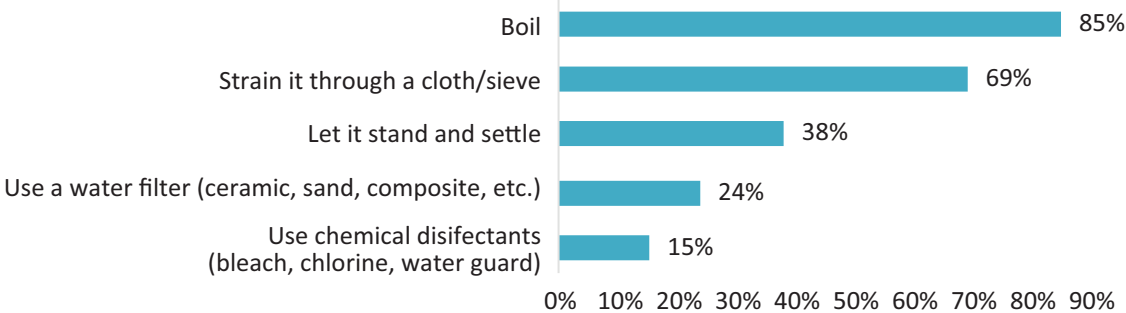 Boil 85%
Strain it through a cloth/sieve 69%
Let it stand and settle 38%
Use a water filter (ceramic, sand, composite, etc.) 24%
Use chemical disifectants
(bleach, chlorine, water guard) 15%
0% 10% 20% 30% 40% 50% 60% 70% 80% 90%